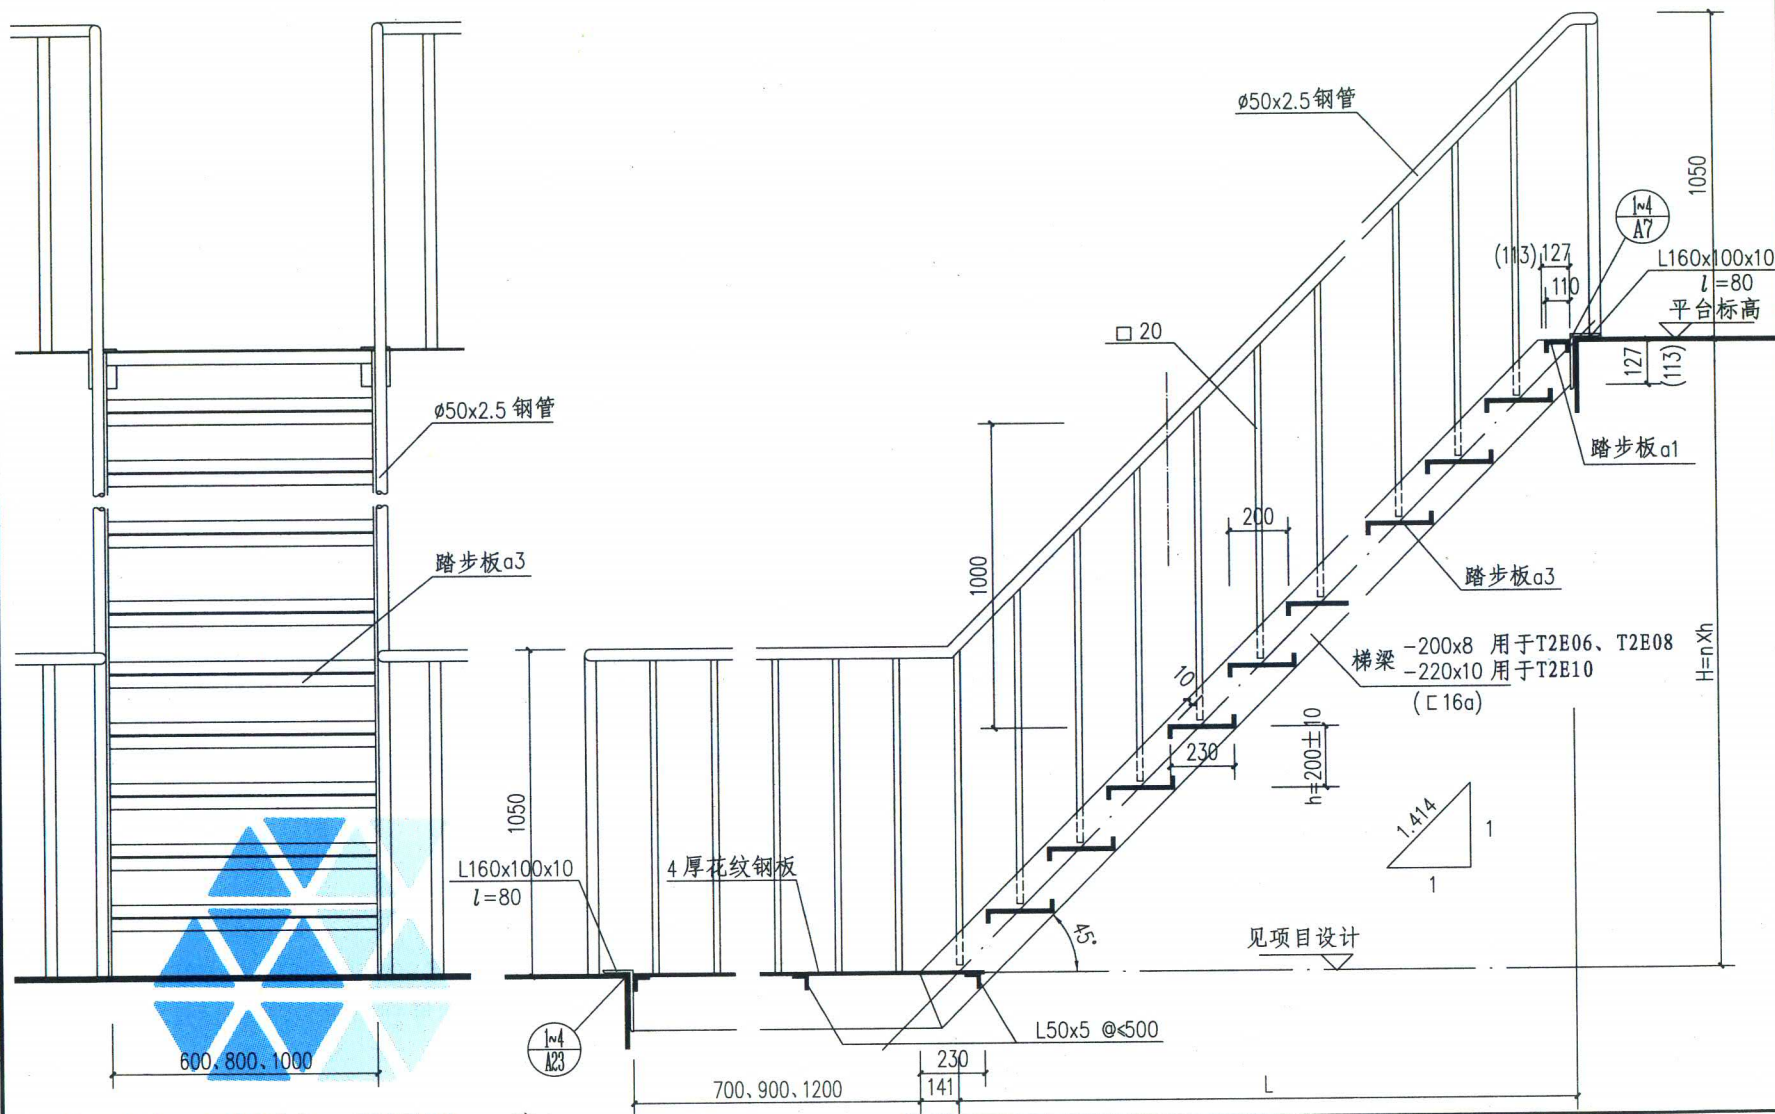 ø50x2.5钢管
1050
1~4
A7
(113)
127
L160x100x10
l=80
110
平台标高
□20
127
(113)
ø50x2.5钢管
踏步板a1
200
1000
踏步板a3
踏步板a3
梯梁
-200x8 用于T2E06、T2E08
-220x10 用于T2E10
(⊏16a)
H=nxh
10
230
h=200±10
1050
1.414
1
1
L160x100x10
l=80
4厚花纹钢板
45°
见项目设计
1~4
A23
L50x5 @≤500
600、800、1000
230
700、900、1200
141
L